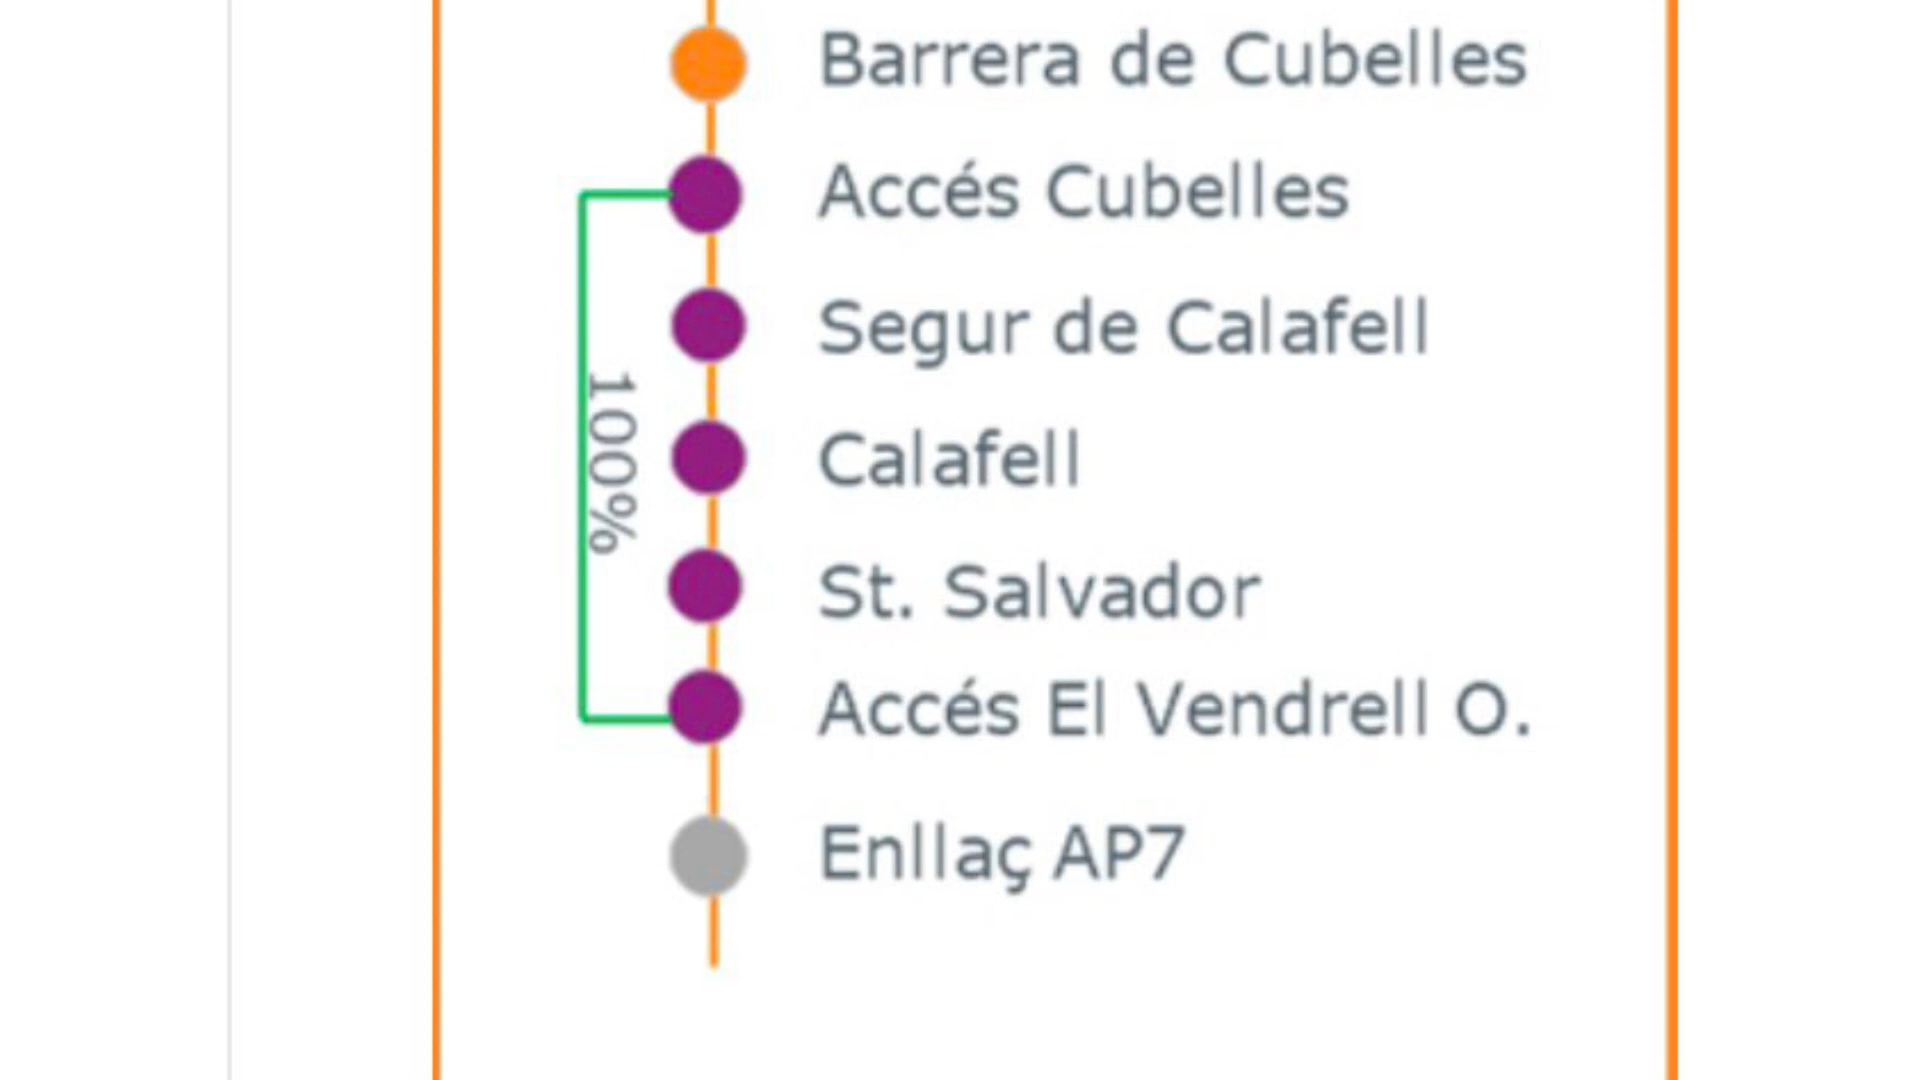 Barrera de Cubelles
Accés Cubelles
Segur de Calafell
Calafell
100%
St. Salvador
Accés El Vendrell O.
Enllaç AP7